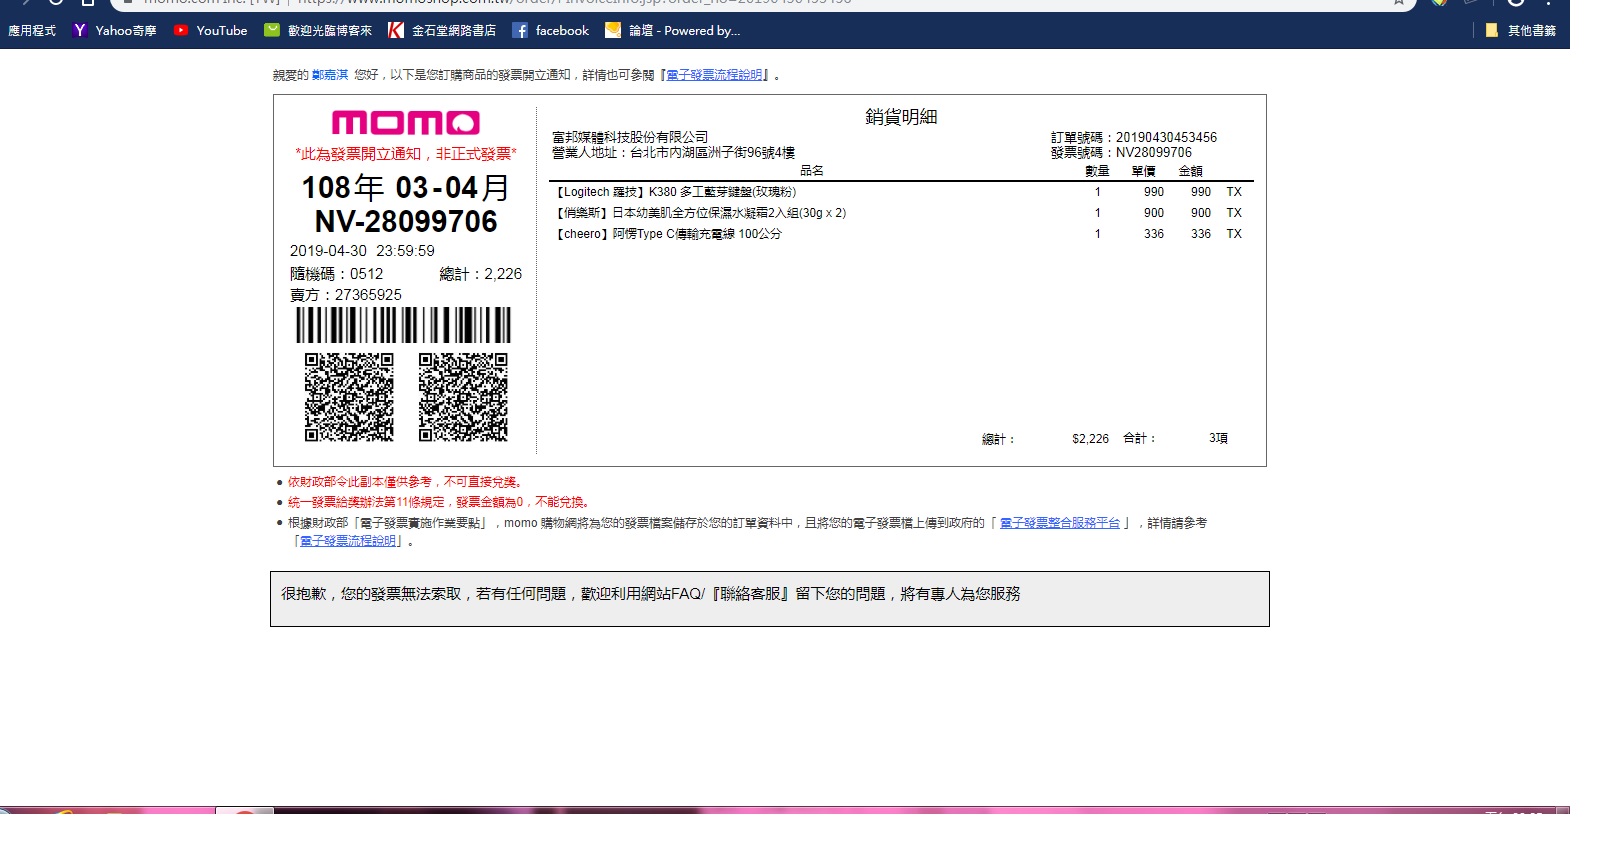 應用程式 Yahoo奇摩 YouTube 歡迎光臨博客來 金石堂網路書店 facebook 論壇 - Powered by... 其他書籤
親愛的 鄭嘉淇 您好，以下是您訂購商品的發票開立通知，詳情也可參閱『電子發票流程說明』。
momo
*此為發票開立通知，非正式發票*
108年 03-04月
NV-28099706
2019-04-30 23:59:59
隨機碼：0512 總計：2,226
賣方：27365925
銷貨明細
富邦媒體科技股份有限公司 訂單號碼：20190430453456
營業人地址：台北市內湖區洲子街96號4樓 發票號碼：NV28099706
品名 數量 單價 金額
【Logitech 羅技】K380 多工藍芽鍵盤(玫瑰粉) 1 990 990 TX
【俏樂斯】日本幼美肌全方位保濕水凝霜2入組(30g x 2) 1 900 900 TX
【cheero】阿愣Type C傳輸充電線 100公分 1 336 336 TX
總計： $2,226 合計： 3項
● 依財政部令此副本僅供參考，不可直接兌獎。
● 統一發票給獎辦法第11條規定，發票金額為0，不能兌換。
● 根據財政部「電子發票實施作業要點」，momo 購物網將為您的發票檔案儲存於您的訂單資料中，且將您的電子發票檔上傳到政府的「 電子發票整合服務平台 」，詳情請參考
「電子發票流程說明」。
很抱歉，您的發票無法索取，若有任何問題，歡迎利用網站FAQ/『聯絡客服』留下您的問題，將有專人為您服務